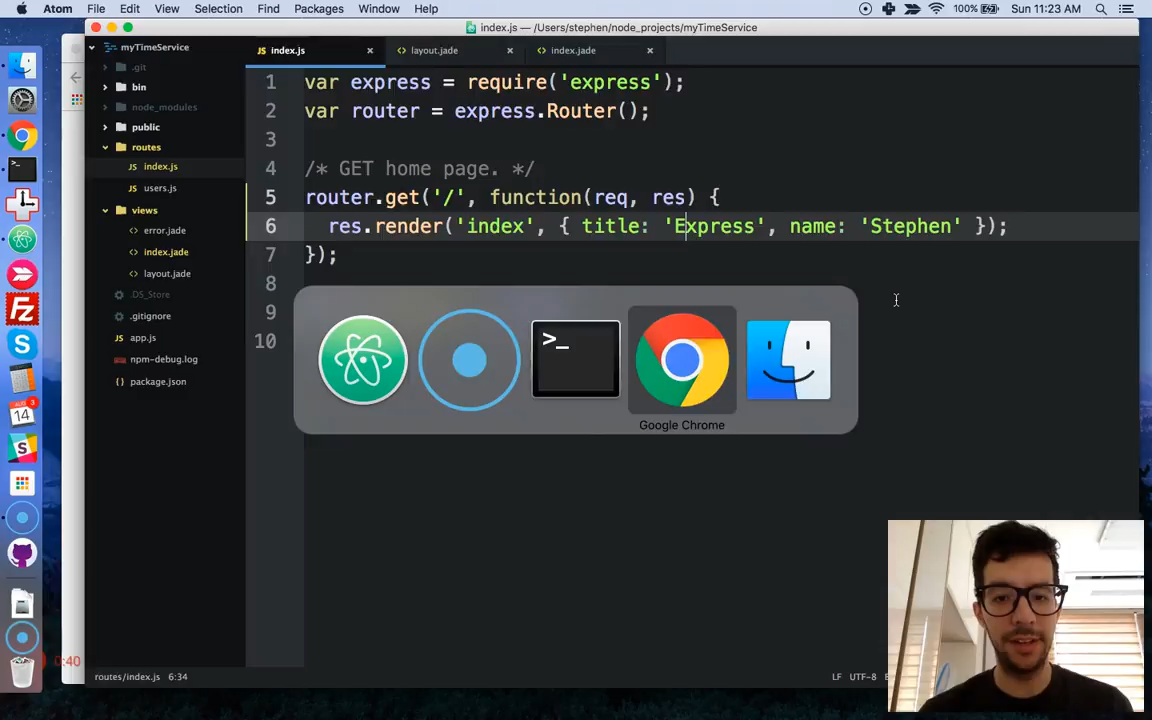 Atom File Edit View Selection Find Packages Window Help 100% Sun 11:23 AM
index.js — /Users/stephen/node_projects/myTimeService
myTimeService
.git
bin
node_modules
public
routes
index.js
users.js
views
error.jade
index.jade
layout.jade
.DS_Store
.gitignore
app.js
npm-debug.log
package.json
index.js layout.jade index.jade
1 var express = require('express');
2 var router = express.Router();
3
4 /* GET home page. */
5 router.get('/', function(req, res) {
6 res.render('index', { title: 'Express', name: 'Stephen' });
7 });
8
9
10
>_
Google Chrome
3
AUG
14
0:40
routes/index.js 6:34
LF UTF-8